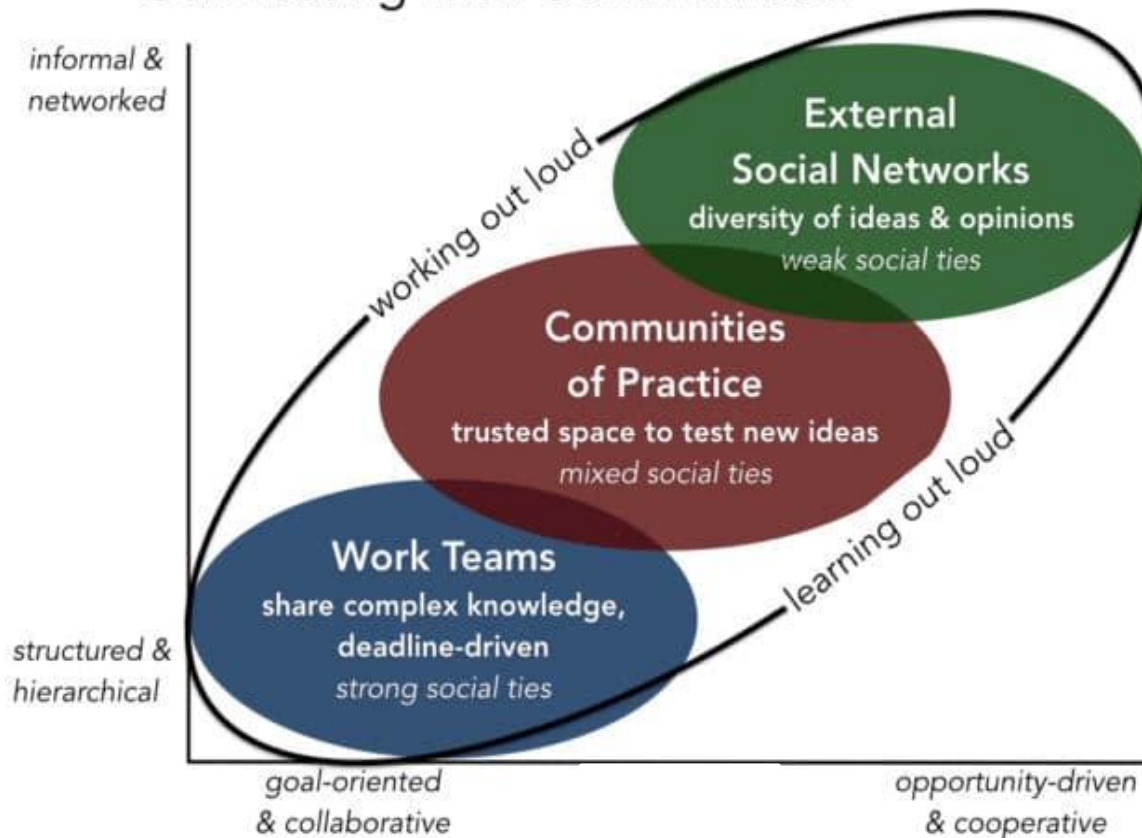 informal &
networked
External
Social Networks
diversity of ideas & opinions
weak social ties
working out loud
Communities
of Practice
trusted space to test new ideas
mixed social ties
learning out loud
Work Teams
share complex knowledge,
deadline-driven
strong social ties
structured &
hierarchical
goal-oriented
& collaborative
opportunity-driven
& cooperative